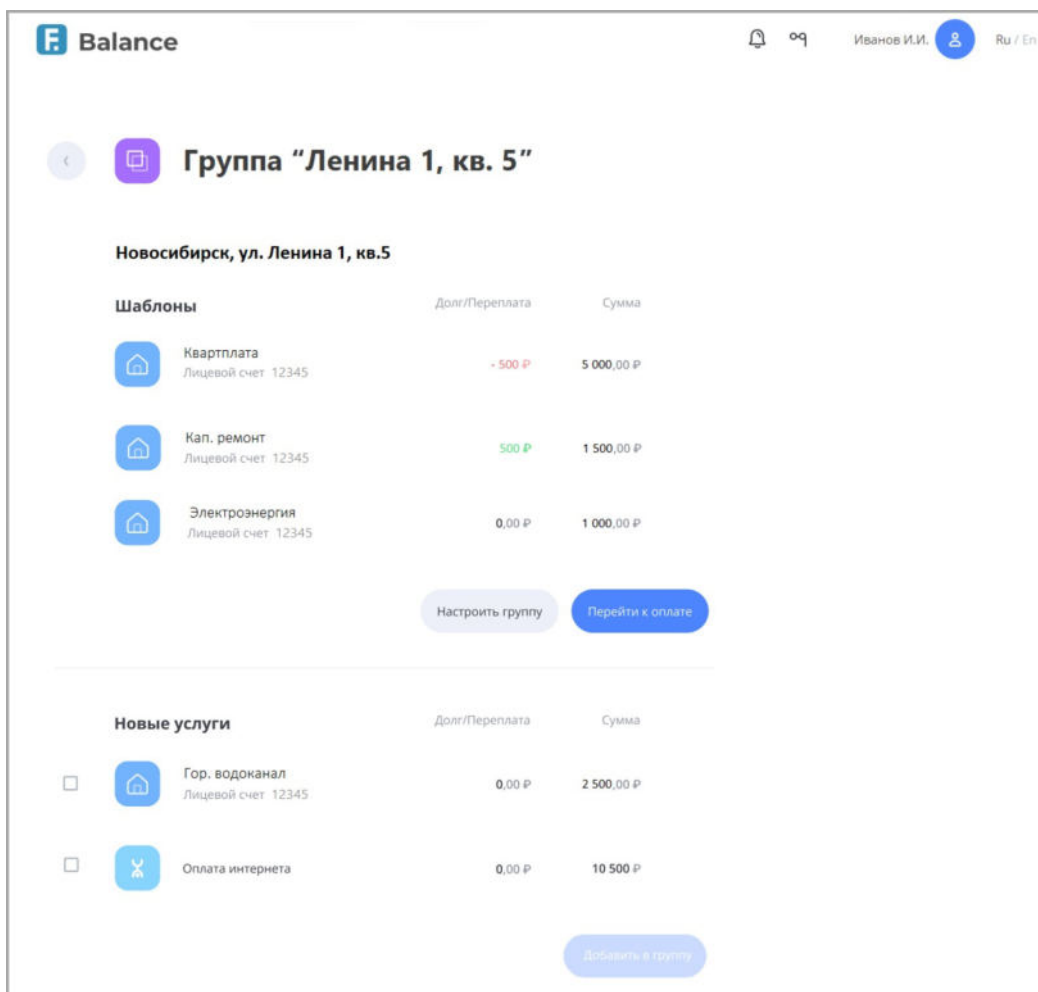 F. Balance
Иванов И.И.
Ru / En
Группа “Ленина 1, кв. 5”
Новосибирск, ул. Ленина 1, кв.5
Шаблоны Долг/Переплата Сумма
Квартплата
Лицевой счет 12345
- 500 ₽ 5 000,00 ₽
Кап. ремонт
Лицевой счет 12345
500 ₽ 1 500,00 ₽
Электроэнергия
Лицевой счет 12345
0,00 ₽ 1 000,00 ₽
Настроить группу Перейти к оплате
Новые услуги Долг/Переплата Сумма
Гор. водоканал
Лицевой счет 12345
0,00 ₽ 2 500,00 ₽
Оплата интернета 0,00 ₽ 10 500 ₽
Добавить в группу